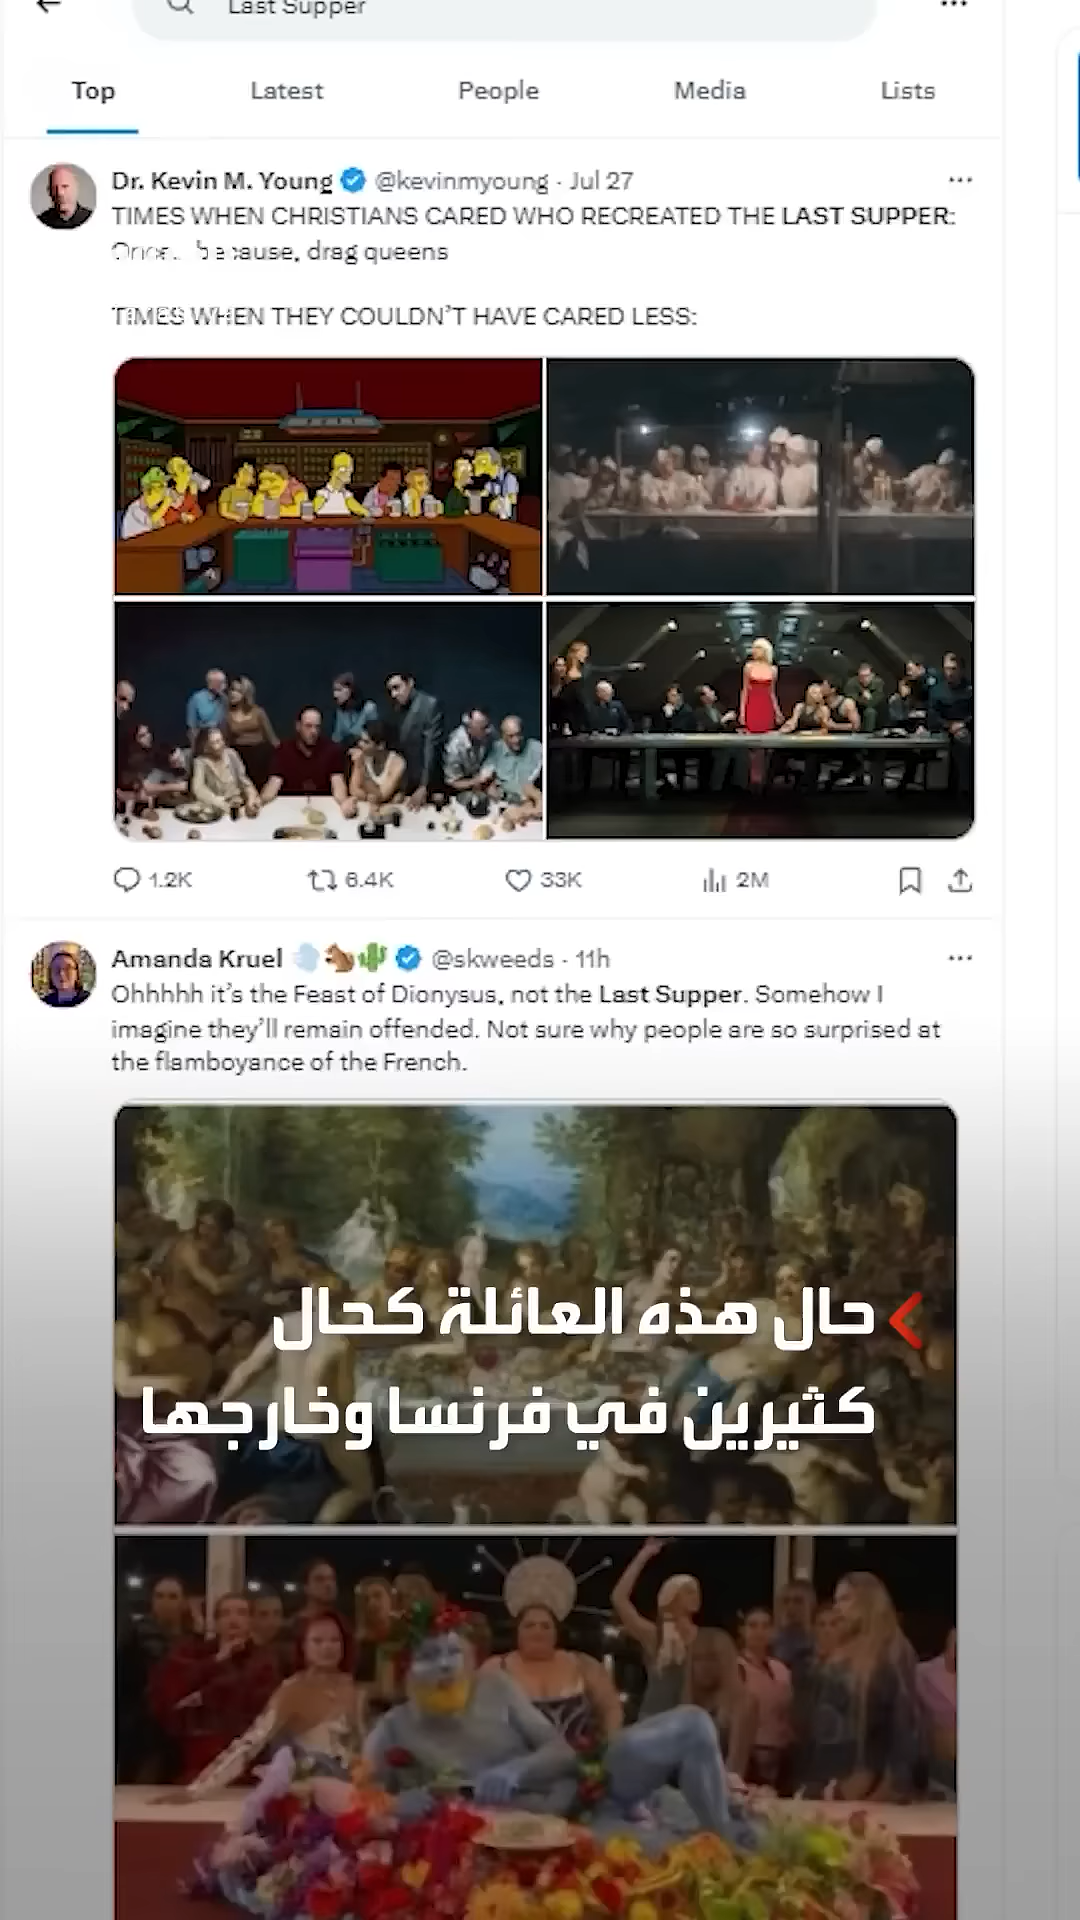 Last Supper
Top
Latest
People
Media
Lists
Dr. Kevin M. Young @kevinmyoung · Jul 27
TIMES WHEN CHRISTIANS CARED WHO RECREATED THE LAST SUPPER:
Once... because, drag queens
TIMES WHEN THEY COULDN'T HAVE CARED LESS:
1.2K
6.4K
33K
2M
Amanda Kruel @skweeds · 11h
Ohhhhh it's the Feast of Dionysus, not the Last Supper. Somehow I
imagine they'll remain offended. Not sure why people are so surprised at
the flamboyance of the French.
حال هذه العائلة كحال
كثيرين في فرنسا وخارجها